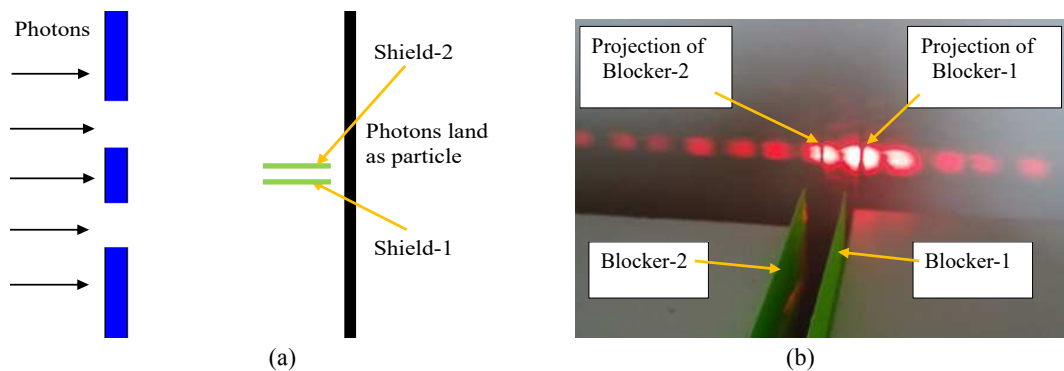 Photons
Shield-2
Photons land
as particle
Shield-1
(a)
Projection of
Blocker-2
Projection of
Blocker-1
Blocker-2
Blocker-1
(b)